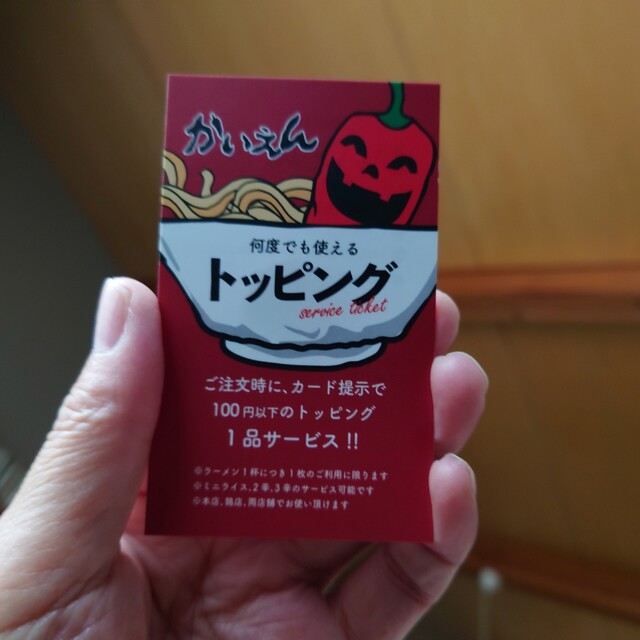 かいえん
何度でも使える
トッピング
service ticket
ご注文時に、カード提示で
100円以下のトッピング
1品サービス!!
※ラーメン1杯につき1枚のご利用に限ります
※ミニライス、2辛、3辛のサービス可能です
※本店、鶏店、両店舗でお使い頂けます